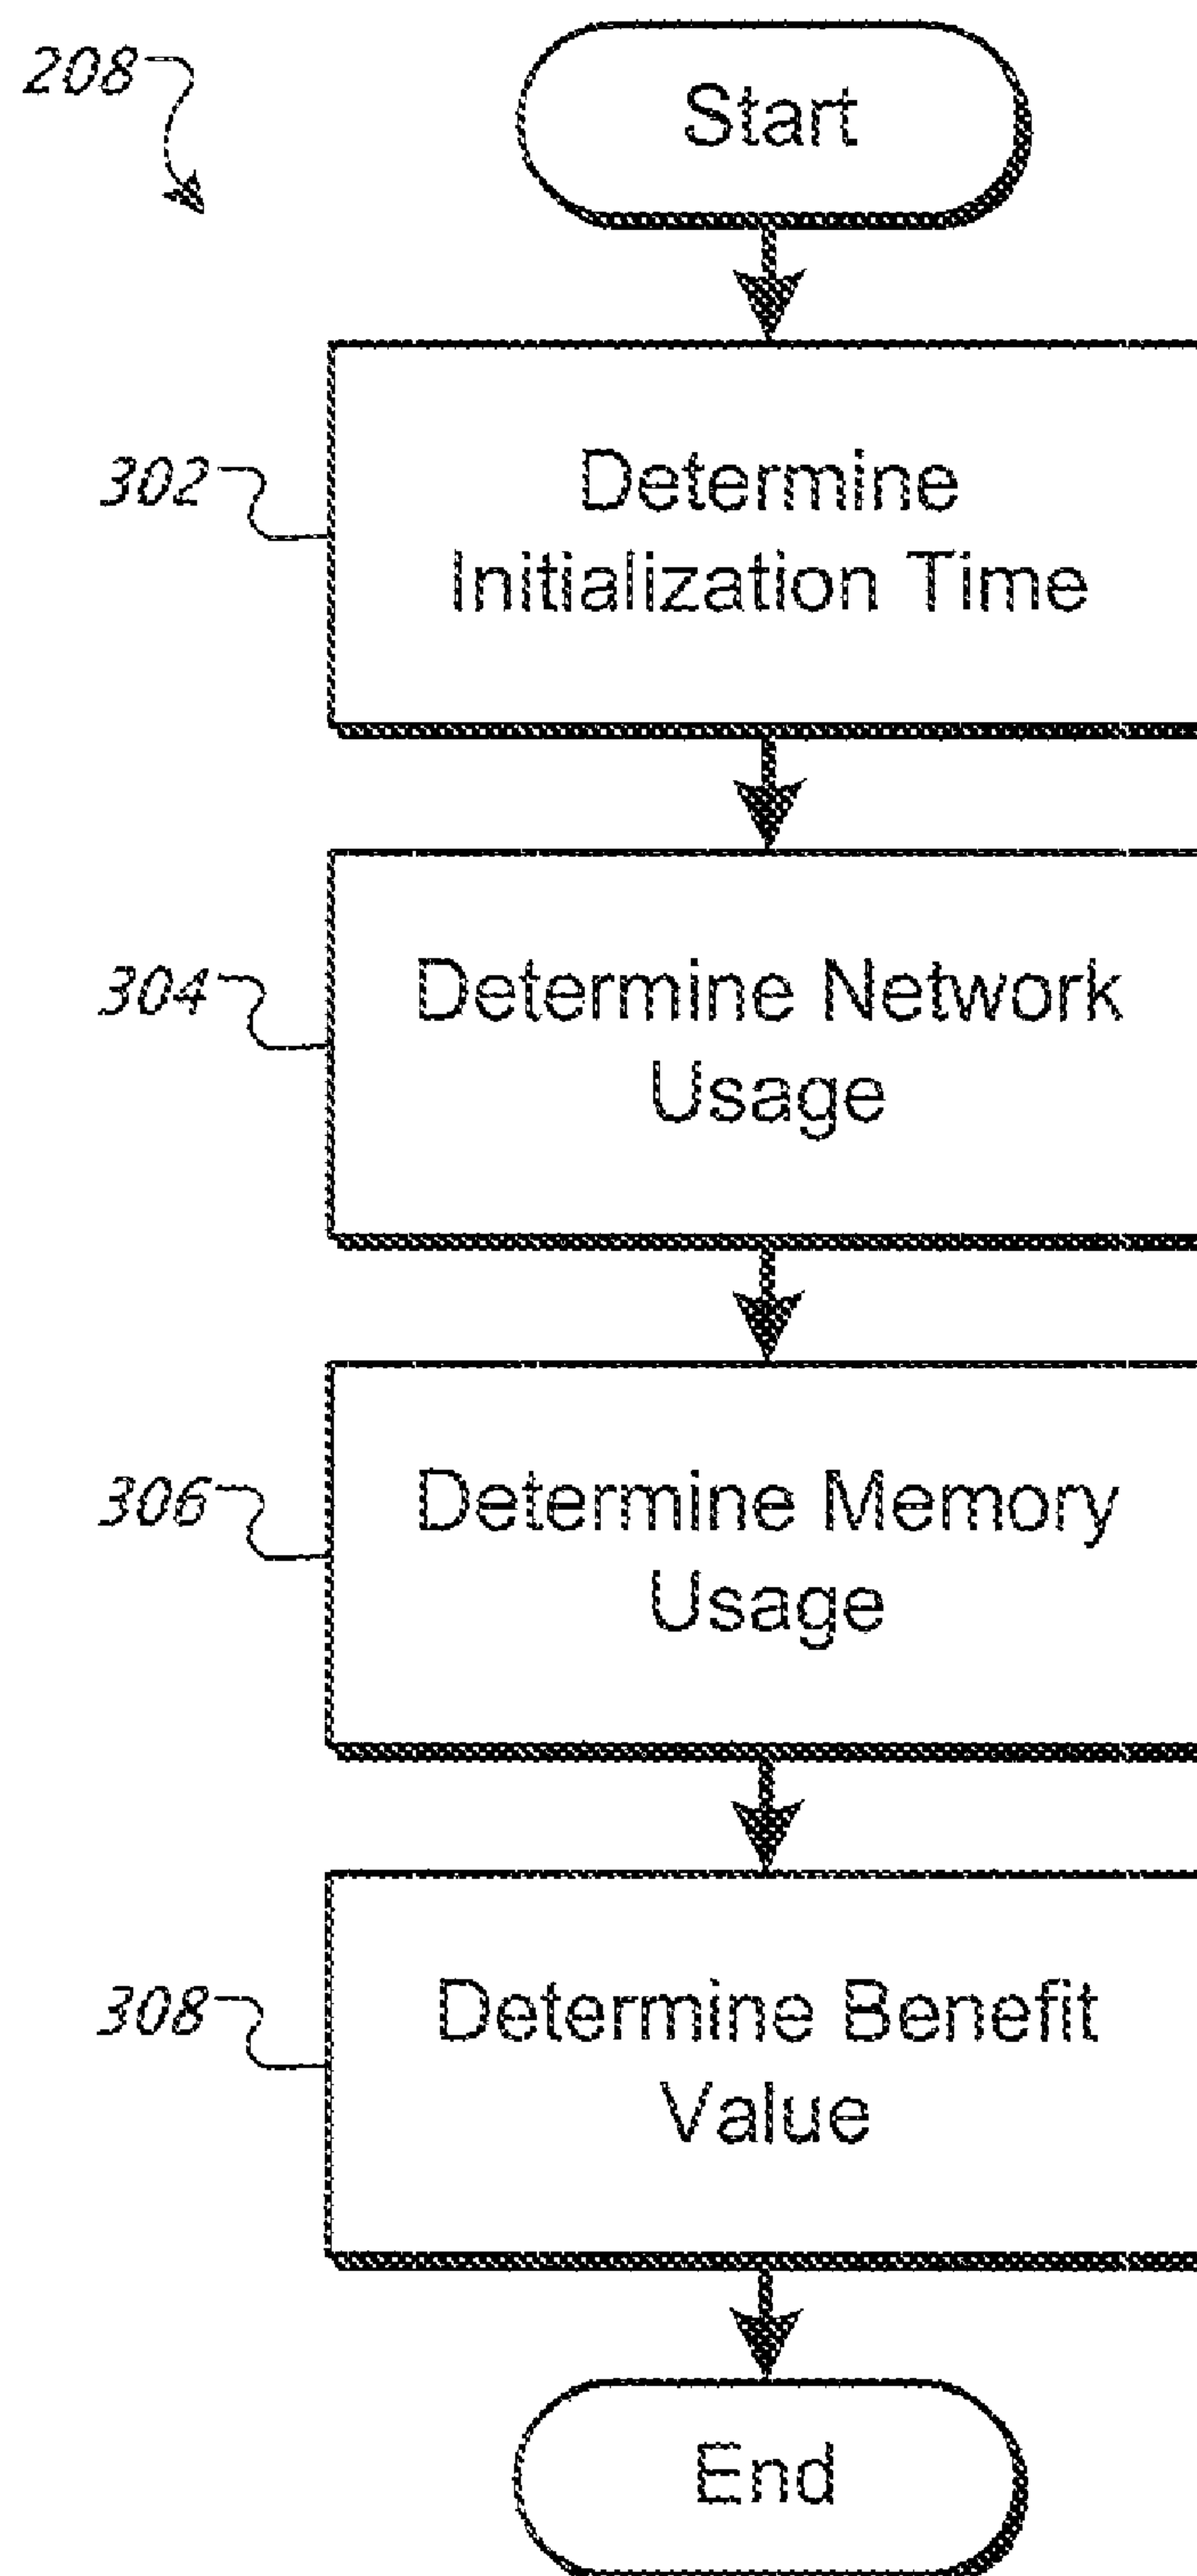 208
Start
302
Determine
Initialization Time
304
Determine Network
Usage
306
Determine Memory
Usage
308
Determine Benefit
Value
End